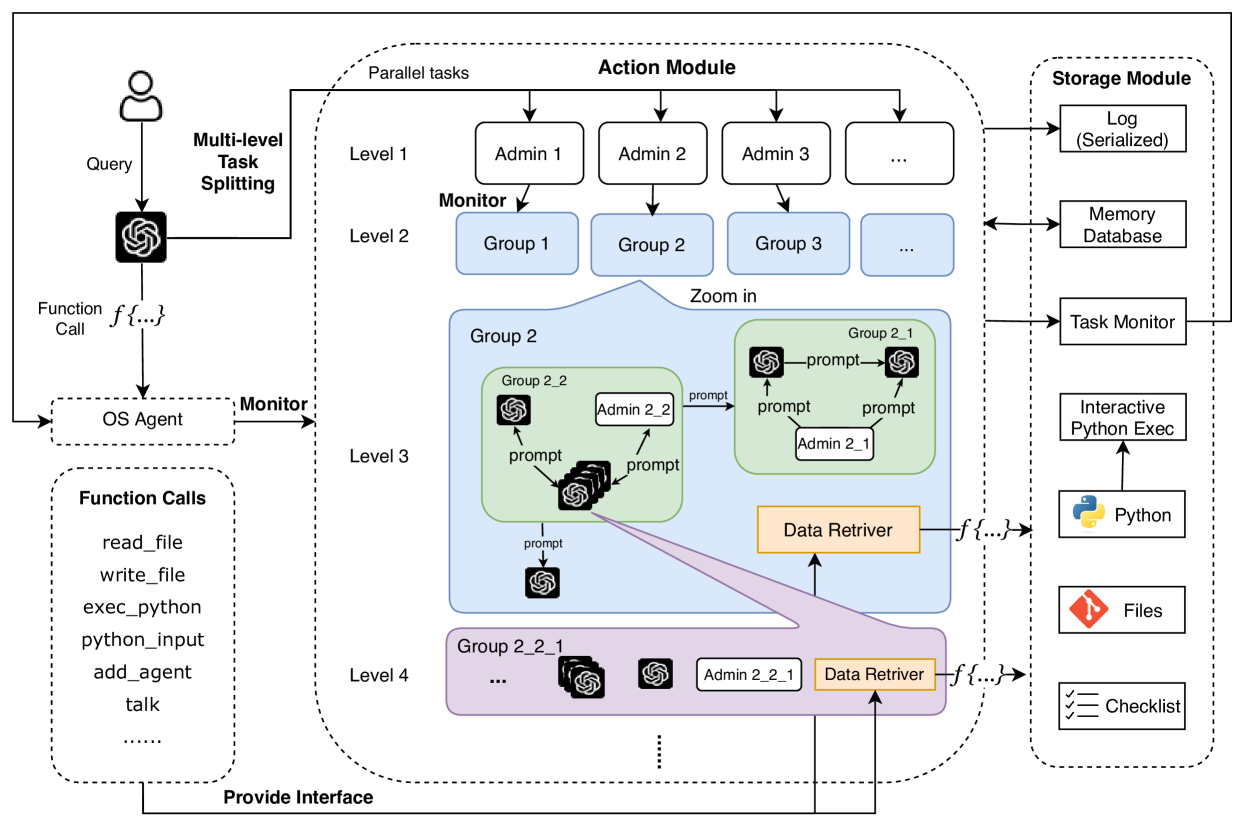 Parallel tasks
Action Module
Storage Module
Query
Multi-level
Task
Splitting
Level 1
Admin 1
Admin 2
Admin 3
...
Log
(Serialized)
Monitor
Level 2
Group 1
Group 2
Group 3
...
Memory
Database
Function
Call
f{...}
Zoom in
Task Monitor
Group 2
Group 2_1
prompt
prompt
prompt
Admin 2_1
Group 2_2
Admin 2_2
prompt
prompt
prompt
prompt
OS Agent
Monitor
Level 3
Interactive
Python Exec
Python
Data Retriver
f{...}
Function Calls
read_file
write_file
exec_python
python_input
add_agent
talk
......
Files
Level 4
Group 2_2_1
...
Admin 2_2_1
Data Retriver
f{...}
Checklist
Provide Interface